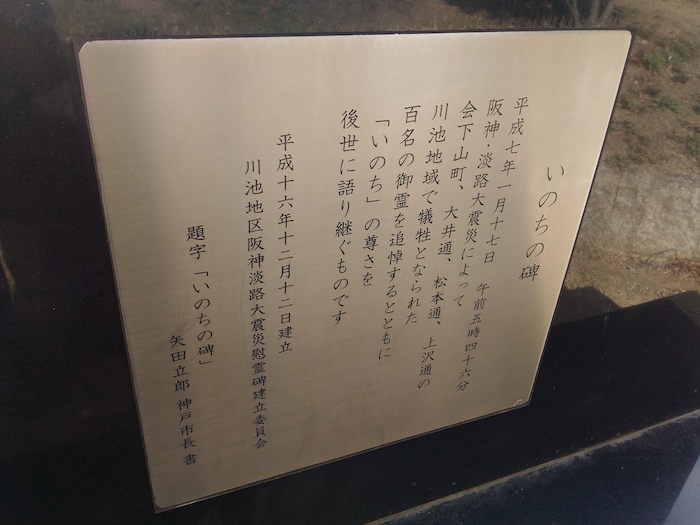 いのちの碑
平成七年一月十七日 午前五時四十六分
阪神・淡路大震災によって
会下山町、大井通、松本通、上沢通の
川池地域で犠牲となられた
百名の御霊を追悼するとともに
「いのち」の尊さを
後世に語り継ぐものです
平成十六年十二月十二日建立
川池地区阪神淡路大震災慰霊碑建立委員会
題字「いのちの碑」
矢田立郎 神戸市長 書